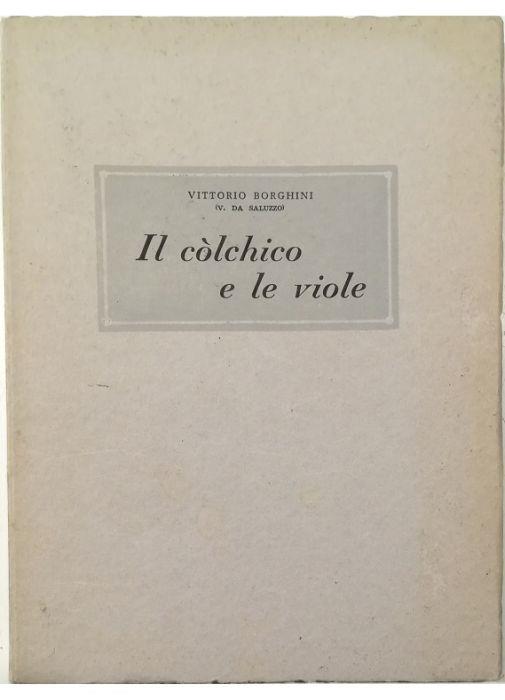 VITTORIO BORGHINI
(V. DA SALUZZO)
Il còlchico
e le viole